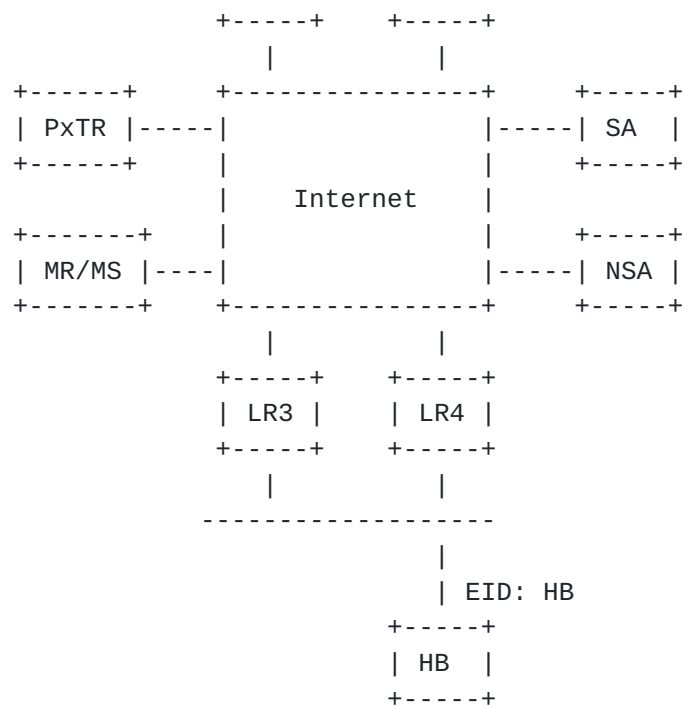 PxTR SA
Internet
MR/MS NSA
LR3 LR4
EID: HB
HB